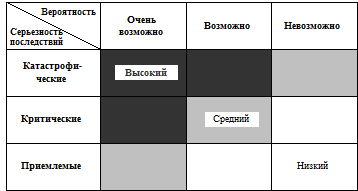 Вероятность
Серьезность
последствий
Очень
возможно
Возможно
Невозможно
Катастрофи-
ческие
Высокий
Критические
Средний
Приемлемые
Низкий